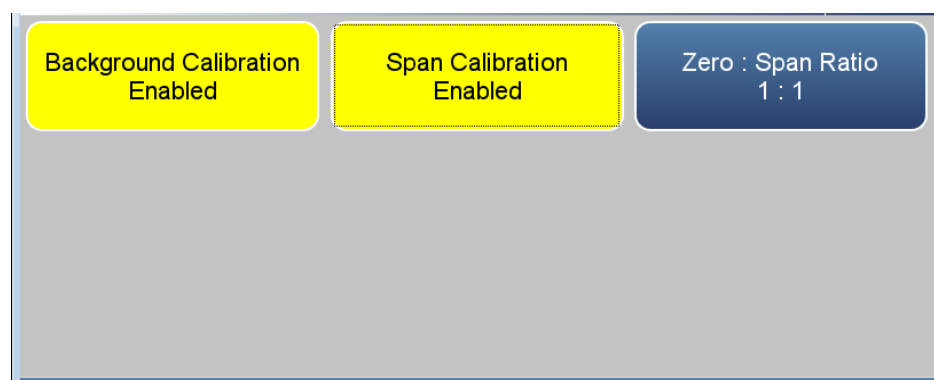 Background Calibration
Enabled
Span Calibration
Enabled
Zero : Span Ratio
1 : 1